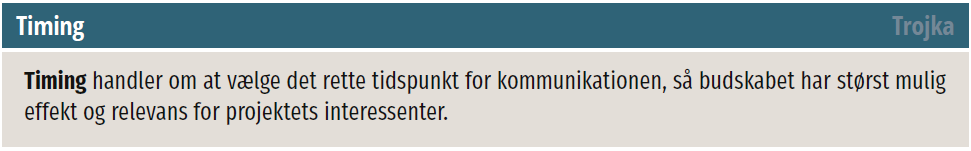 Timing Trojka
Timing handler om at vælge det rette tidspunkt for kommunikationen, så budskabet har størst mulig
effekt og relevans for projektets interessenter.